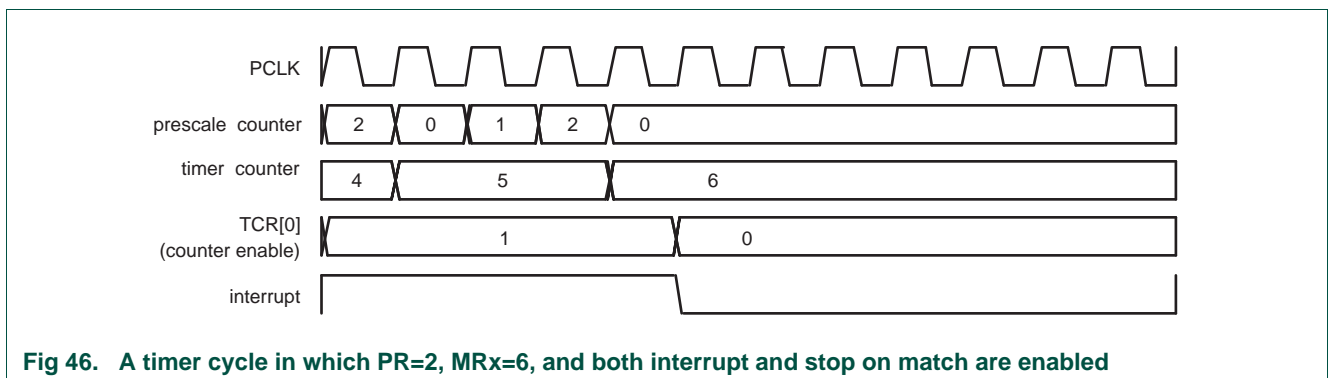 PCLK
prescale counter 2 0 1 2 0
timer counter 4 5 6
TCR[0]
(counter enable) 1 0
interrupt
Fig 46. A timer cycle in which PR=2, MRx=6, and both interrupt and stop on match are enabled